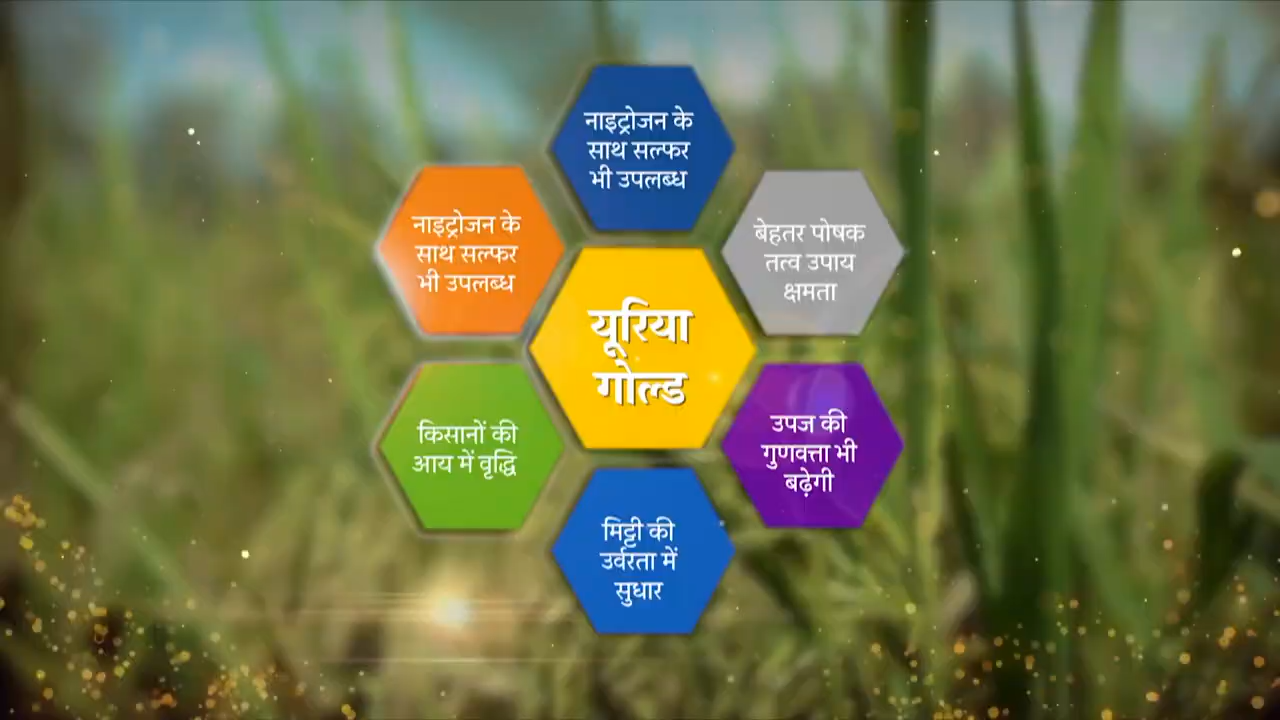 नाइट्रोजन के
साथ सल्फर
भी उपलब्ध
नाइट्रोजन के
साथ सल्फर
भी उपलब्ध
बेहतर पोषक
तत्व उपाय
क्षमता
यूरिया
गोल्ड
किसानों की
आय में वृद्धि
उपज की
गुणवत्ता भी
बढ़ेगी
मिट्टी की
उर्वरता में
सुधार